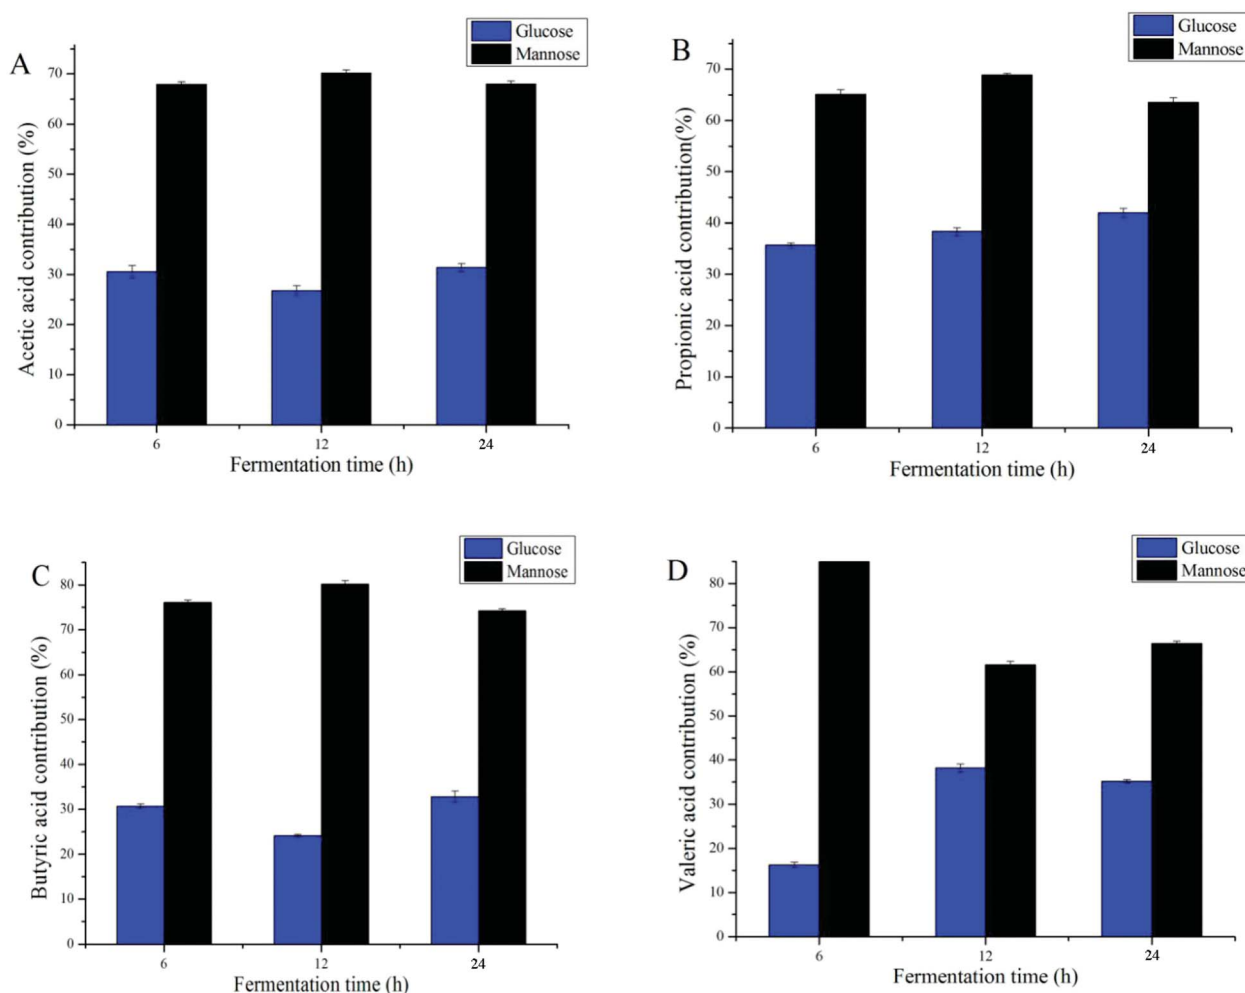 A
Glucose
Mannose
Acetic acid contribution (%)
70
60
50
40
30
20
10
0
6
12
24
Fermentation time (h)
B
Glucose
Mannose
Propionic acid contribution(%)
70
60
50
40
30
20
10
0
6
12
24
Fermentation time (h)
C
Glucose
Mannose
Butyric acid contribution (%)
80
70
60
50
40
30
20
10
0
6
12
24
Fermentation time (h)
D
Glucose
Mannose
Valeric acid contribution (%)
80
70
60
50
40
30
20
10
0
6
12
24
Fermentation time (h)